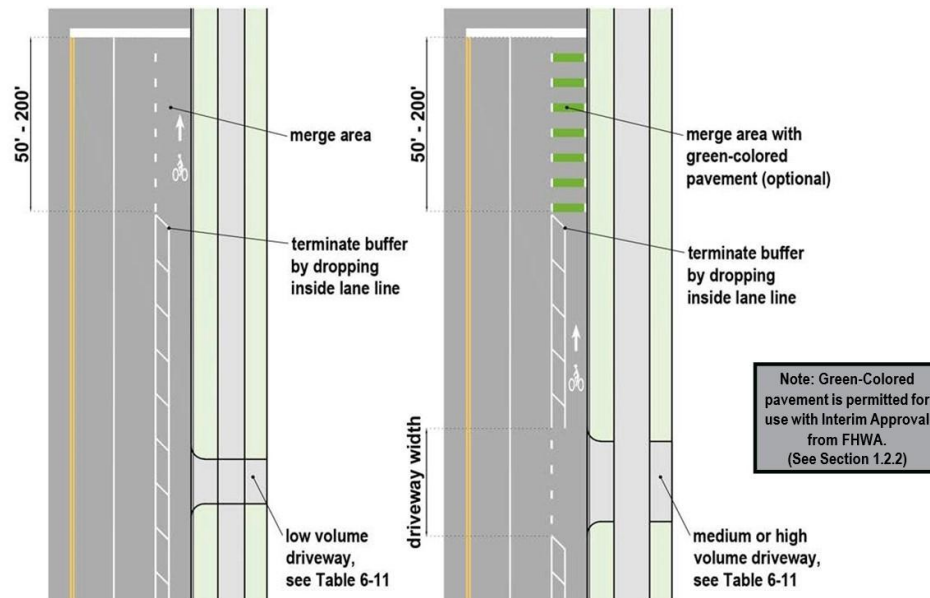 50' - 200'
merge area
terminate buffer
by dropping
inside lane line
low volume
driveway,
see Table 6-11
50' - 200'
merge area with
green-colored
pavement (optional)
terminate buffer
by dropping
inside lane line
driveway width
medium or high
volume driveway,
see Table 6-11
Note: Green-Colored
pavement is permitted for
use with Interim Approval
from FHWA.
(See Section 1.2.2)